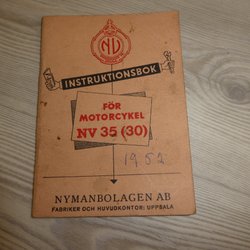 NV
INSTRUKTIONSBOK
FÖR
MOTORCYKEL
NV 35 (30)
1952
NYMANBOLAGEN AB
FABRIKER OCH HUVUDKONTOR: UPPSALA